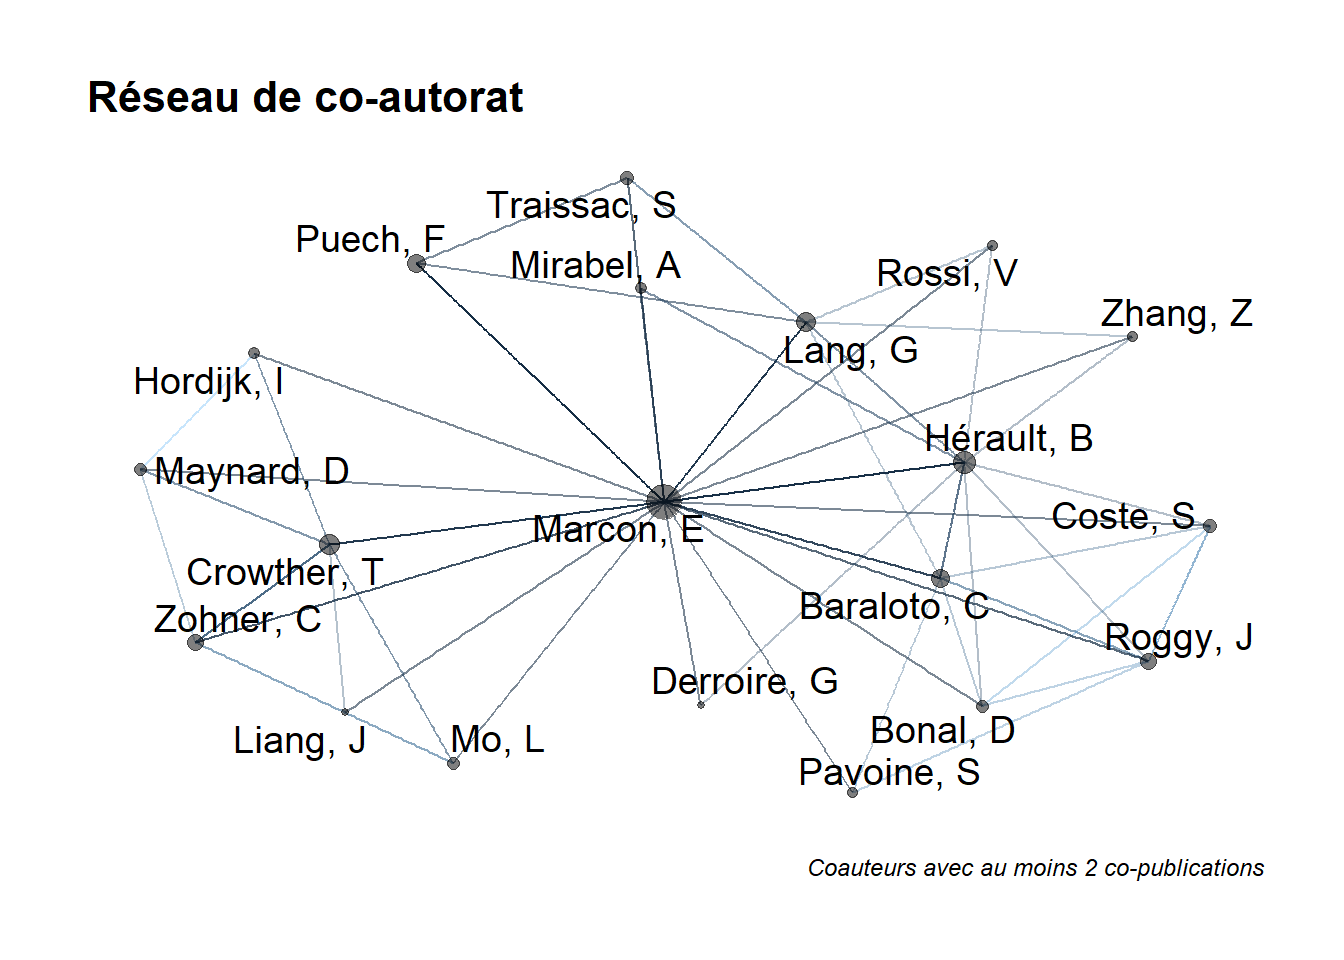 Réseau de co-autorat
Traissac, S
Puech, F
Mirabel, A
Rossi, V
Zhang, Z
Lang, G
Hordijk, I
Hérault, B
Maynard, D
Coste, S
Marcon, E
Crowther, T
Baraloto, C
Zohner, C
Roggy, J
Derroire, G
Bonal, D
Liang, J
Mo, L
Pavoine, S
Coauteurs avec au moins 2 co-publications